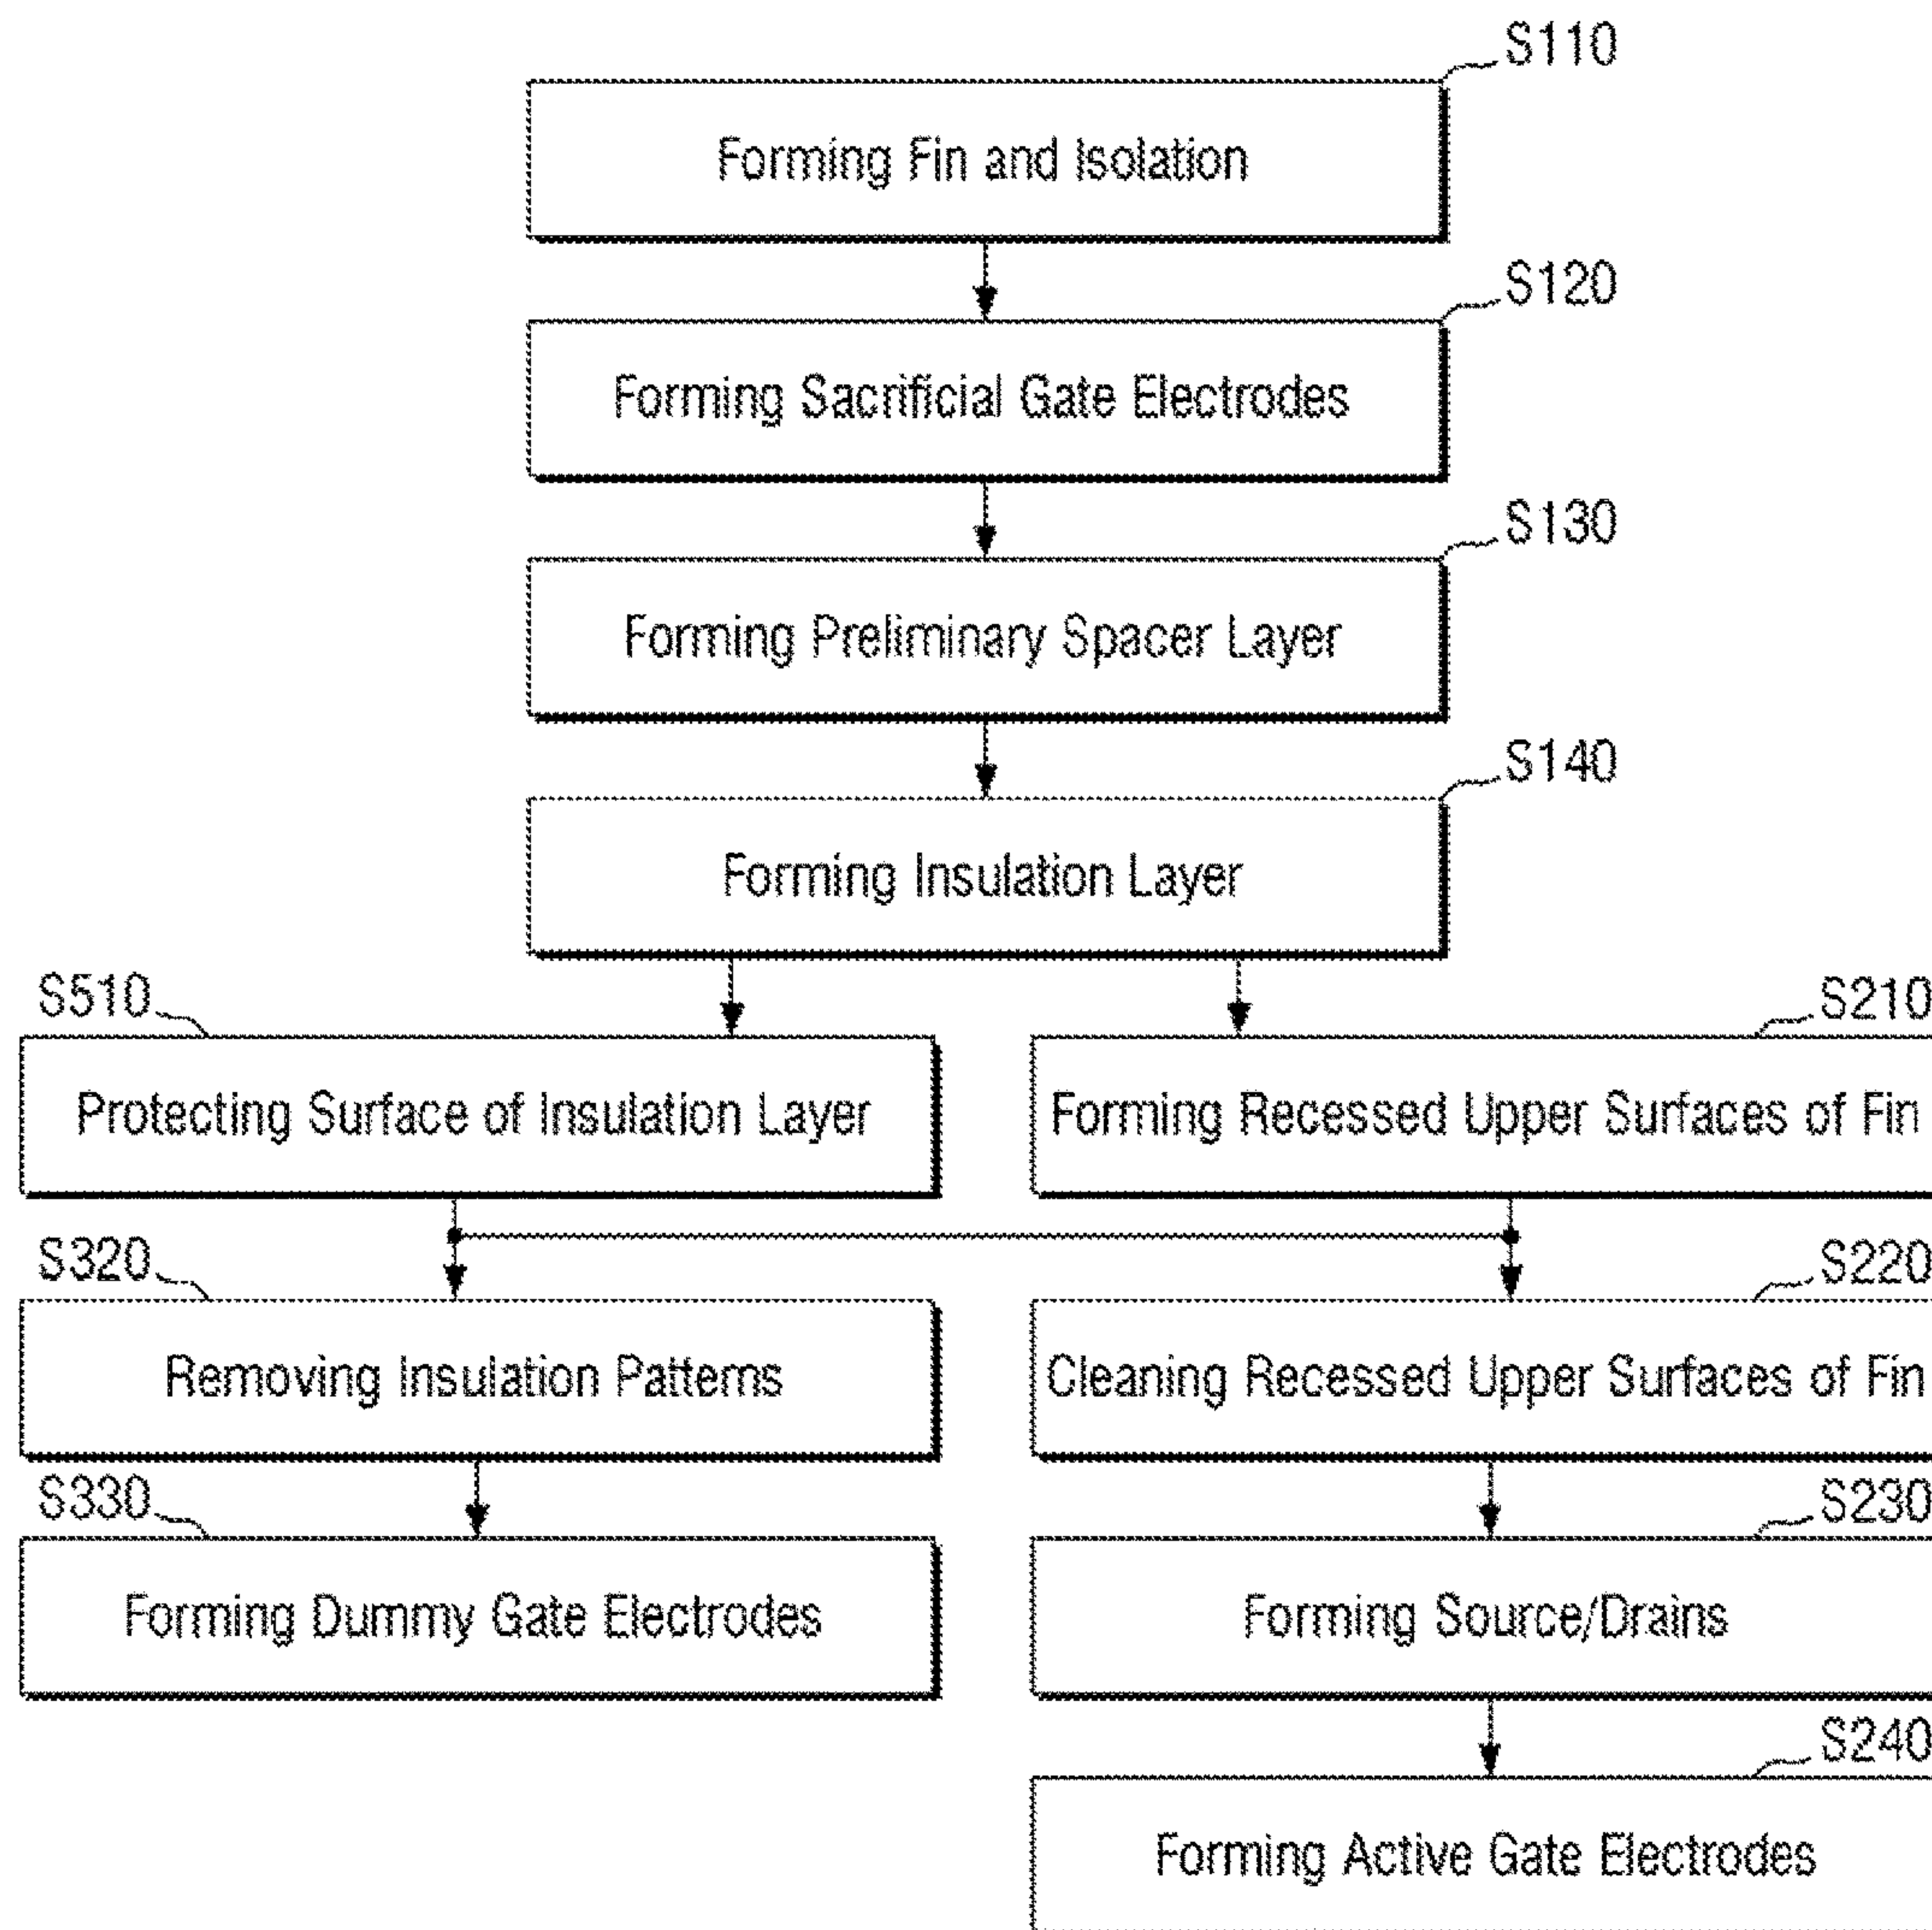 S110
Forming Fin and Isolation
S120
Forming Sacrificial Gate Electrodes
S130
Forming Preliminary Spacer Layer
S140
Forming Insulation Layer
S510
S210
Protecting Surface of Insulation Layer
Forming Recessed Upper Surfaces of Fin
S320
S220
Removing Insulation Patterns
Cleaning Recessed Upper Surfaces of Fin
S330
S230
Forming Dummy Gate Electrodes
Forming Source/Drains
S240
Forming Active Gate Electrodes